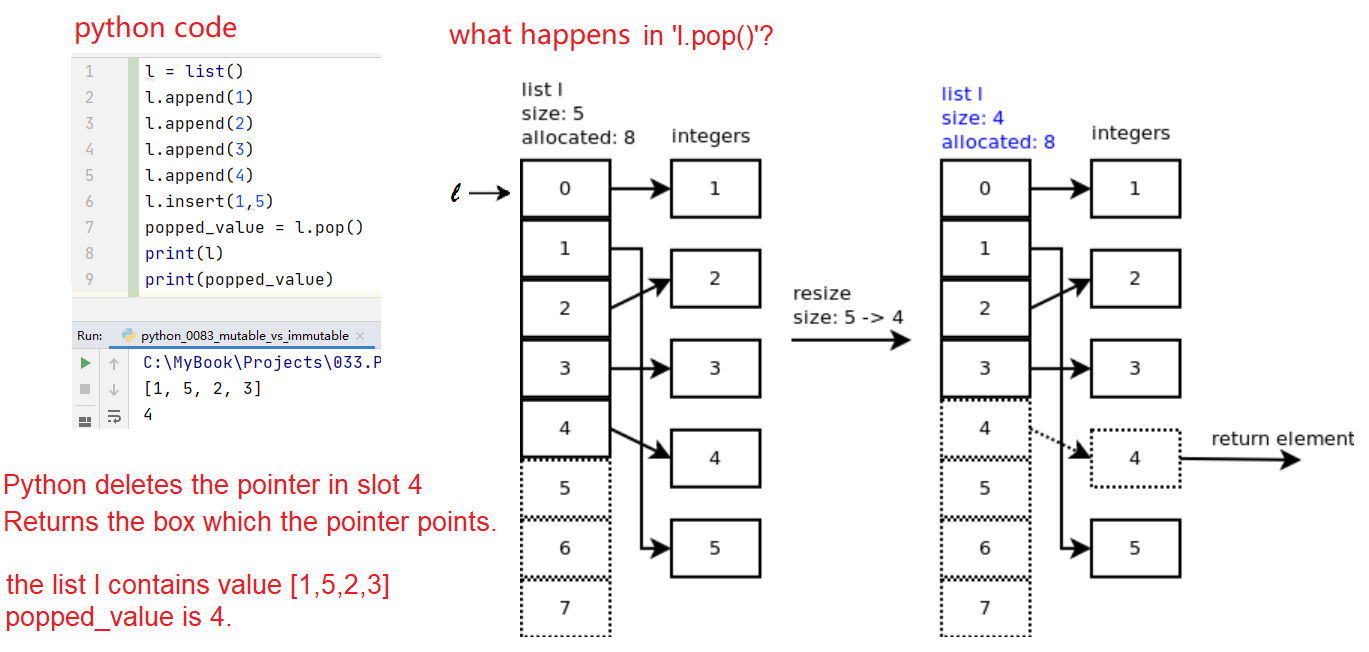 python code
1 l = list()
2 l.append(1)
3 l.append(2)
4 l.append(3)
5 l.append(4)
6 l.insert(1,5)
7 popped_value = l.pop()
8 print(l)
9 print(popped_value)
Run: python_0083_mutable_vs_immutable ×
C:\MyBook\Projects\033.P
[1, 5, 2, 3]
4
Python deletes the pointer in slot 4
Returns the box which the pointer points.
the list l contains value [1,5,2,3]
popped_value is 4.
what happens in 'l.pop()'?
list l
size: 5
allocated: 8
integers
ℓ
0
1
2
3
4
5
6
7
1
2
3
4
5
resize
size: 5 -> 4
list l
size: 4
allocated: 8
integers
0
1
2
3
4
5
6
7
1
2
3
4
5
return element